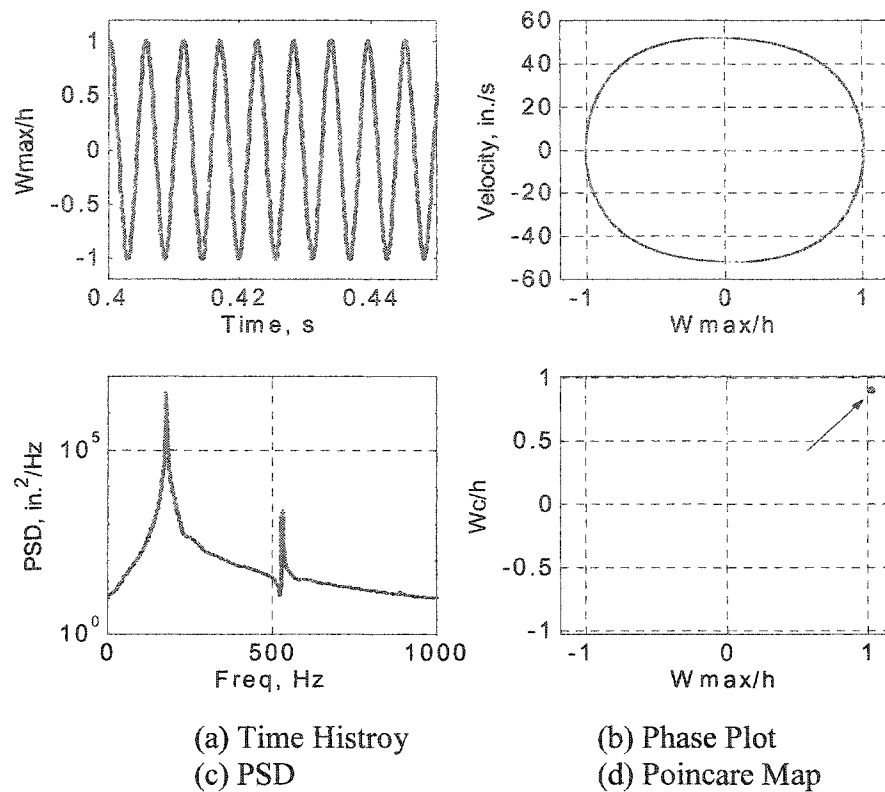 1
0.5
0
-0.5
-1
Wmax/h
0.4 0.42 0.44
Time, s
60
40
20
0
-20
-40
-60
Velocity, in./s
-1 0 1
W max/h
10^5
10^0
PSD, in.^2/Hz
0 500 1000
Freq, Hz
1
0.5
0
-0.5
-1
Wc/h
-1 0 1
W max/h
(a) Time Histroy (b) Phase Plot
(c) PSD (d) Poincare Map